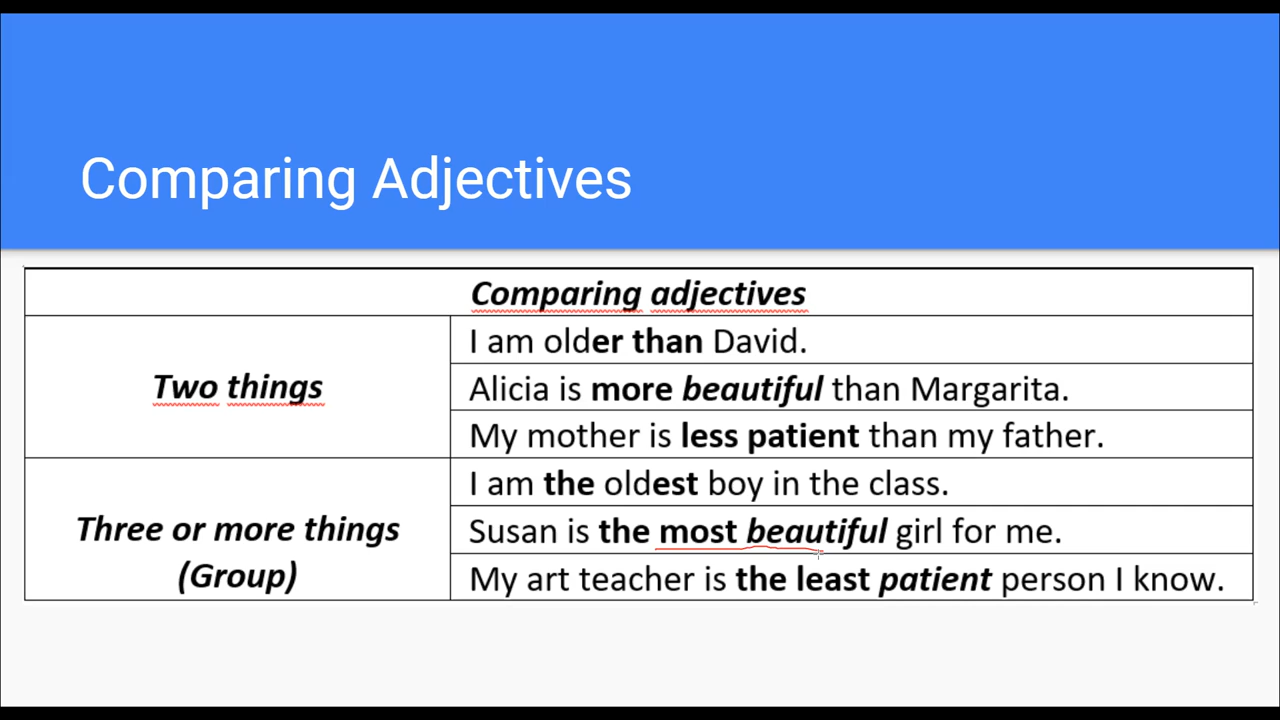 Comparing Adjectives
Comparing adjectives
Two things
I am older than David.
Alicia is more beautiful than Margarita.
My mother is less patient than my father.
Three or more things
(Group)
I am the oldest boy in the class.
Susan is the most beautiful girl for me.
My art teacher is the least patient person I know.